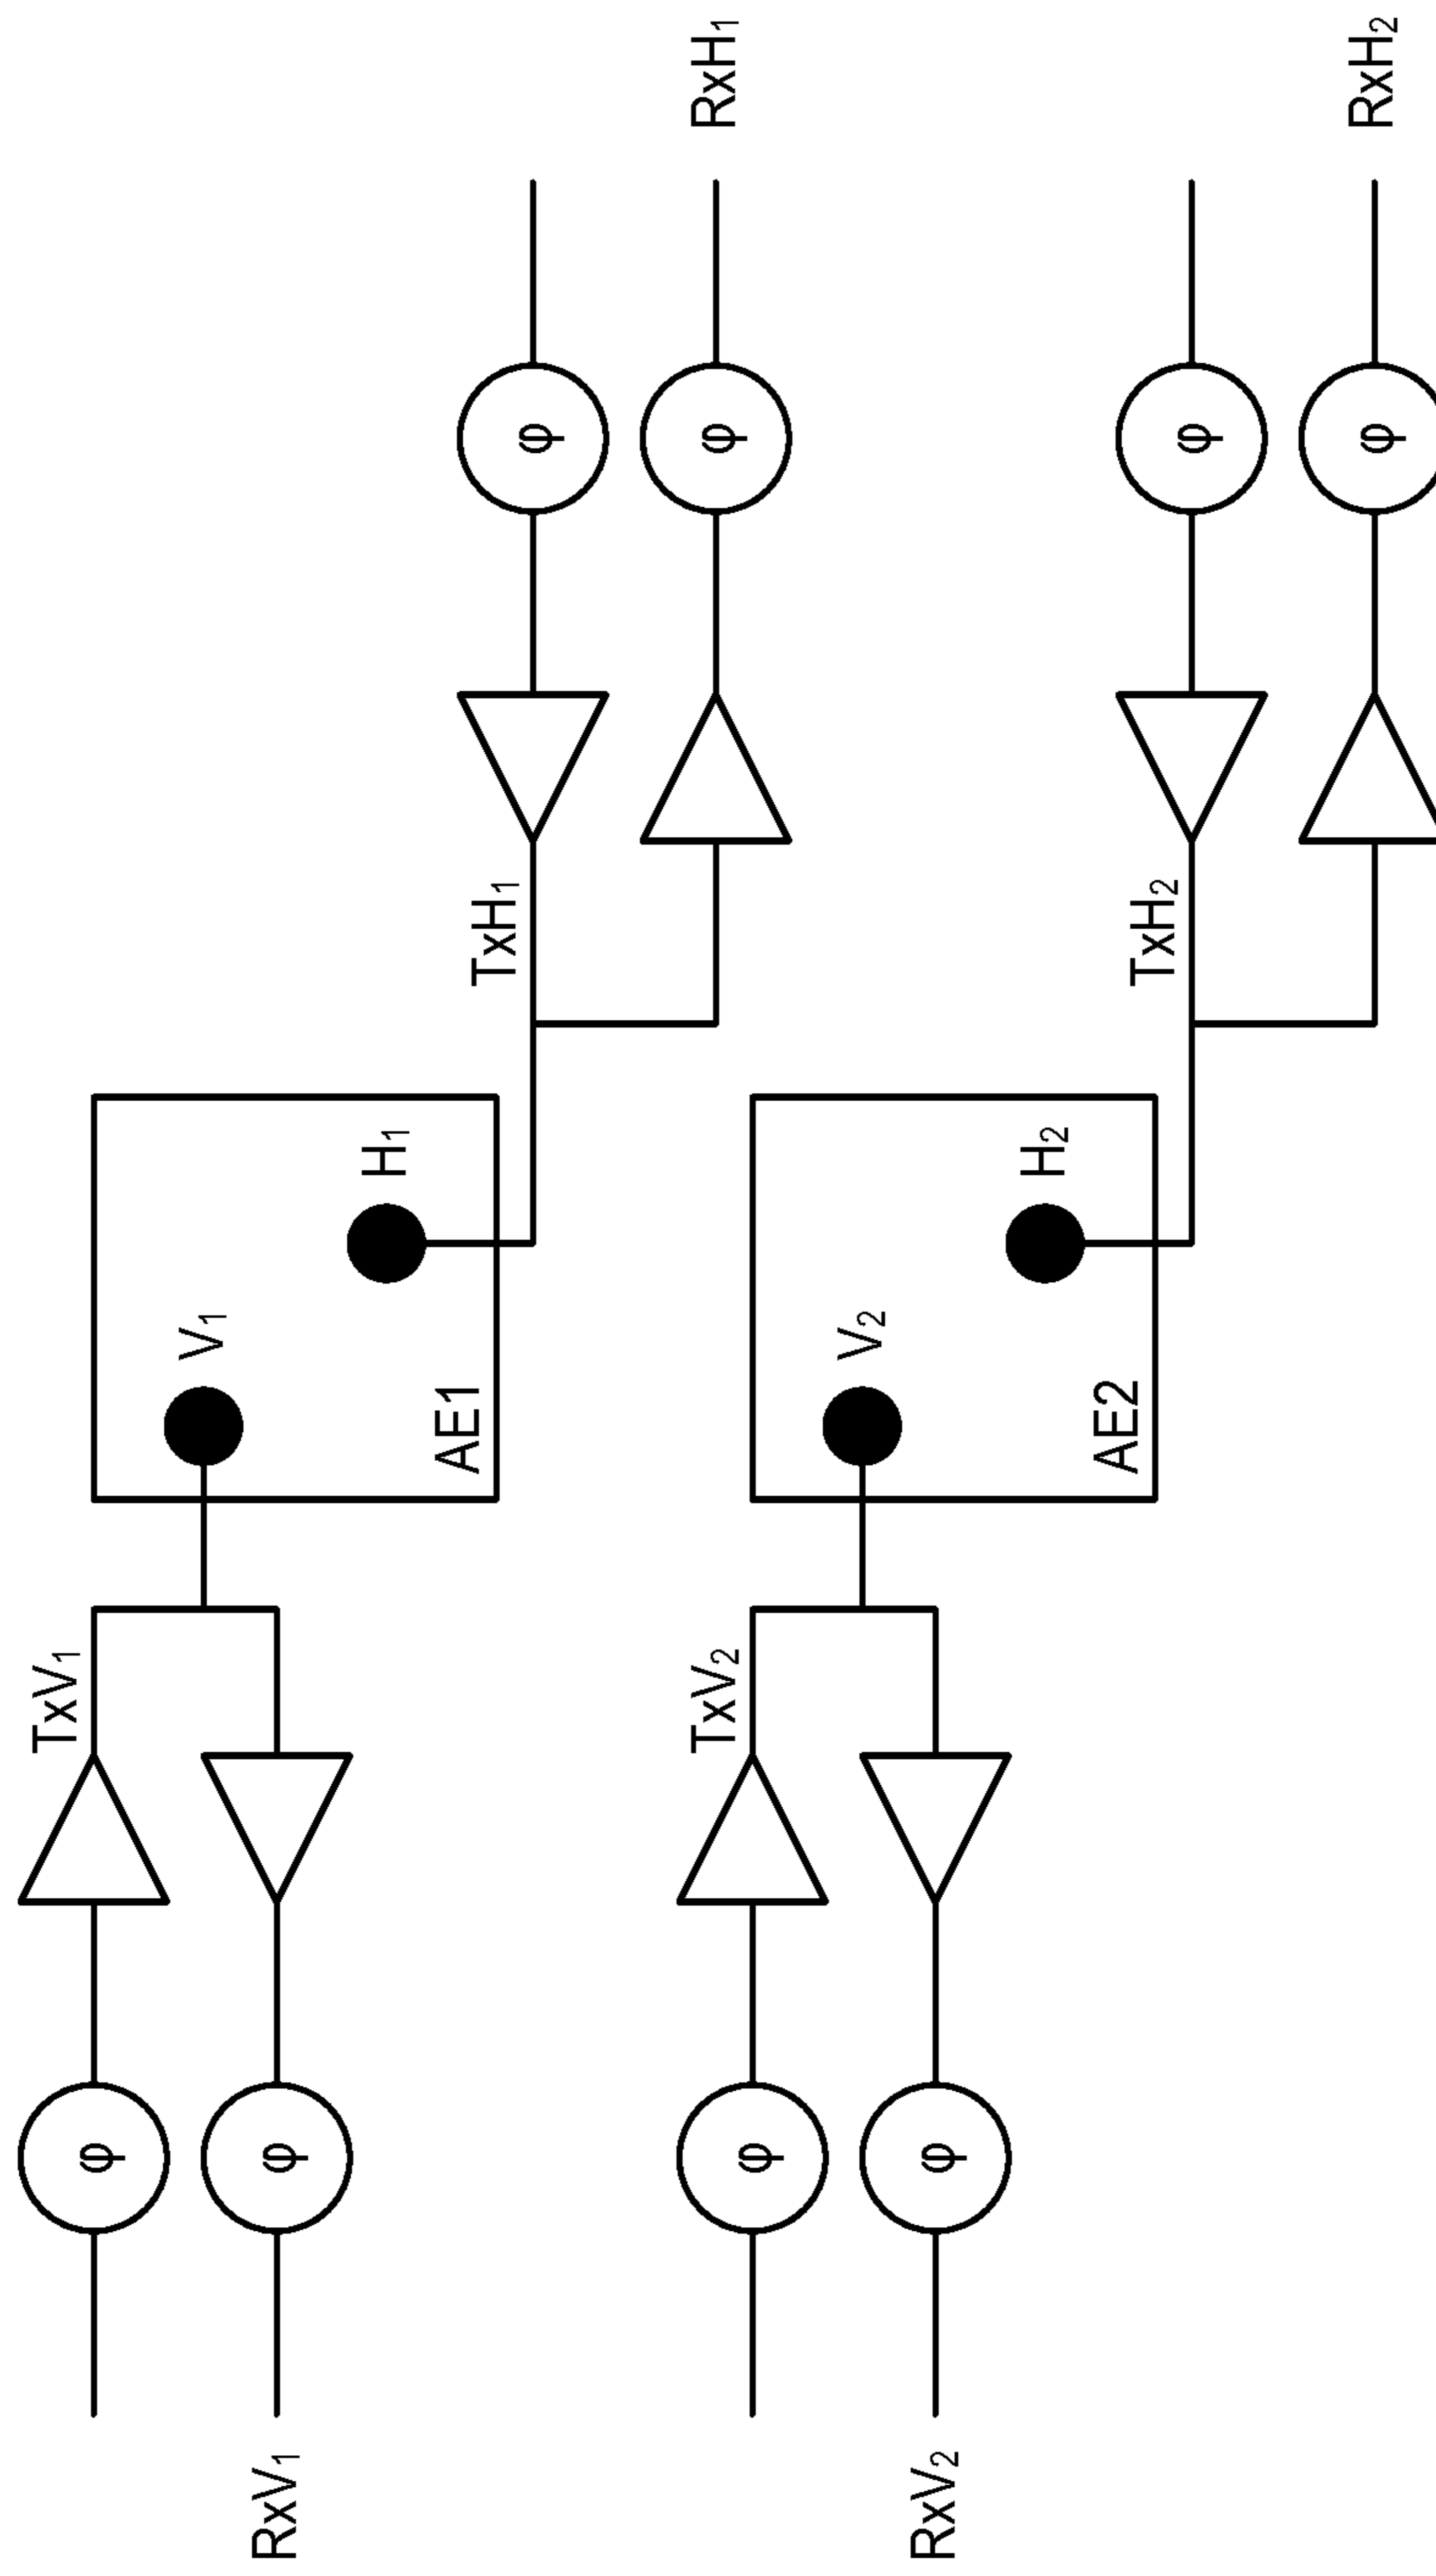 TxV₁
φ
V₁
RxV₁
φ
H₁
AE1
TxH₁
φ
φ
RxH₁
TxV₂
φ
V₂
RxV₂
φ
H₂
AE2
TxH₂
φ
φ
RxH₂